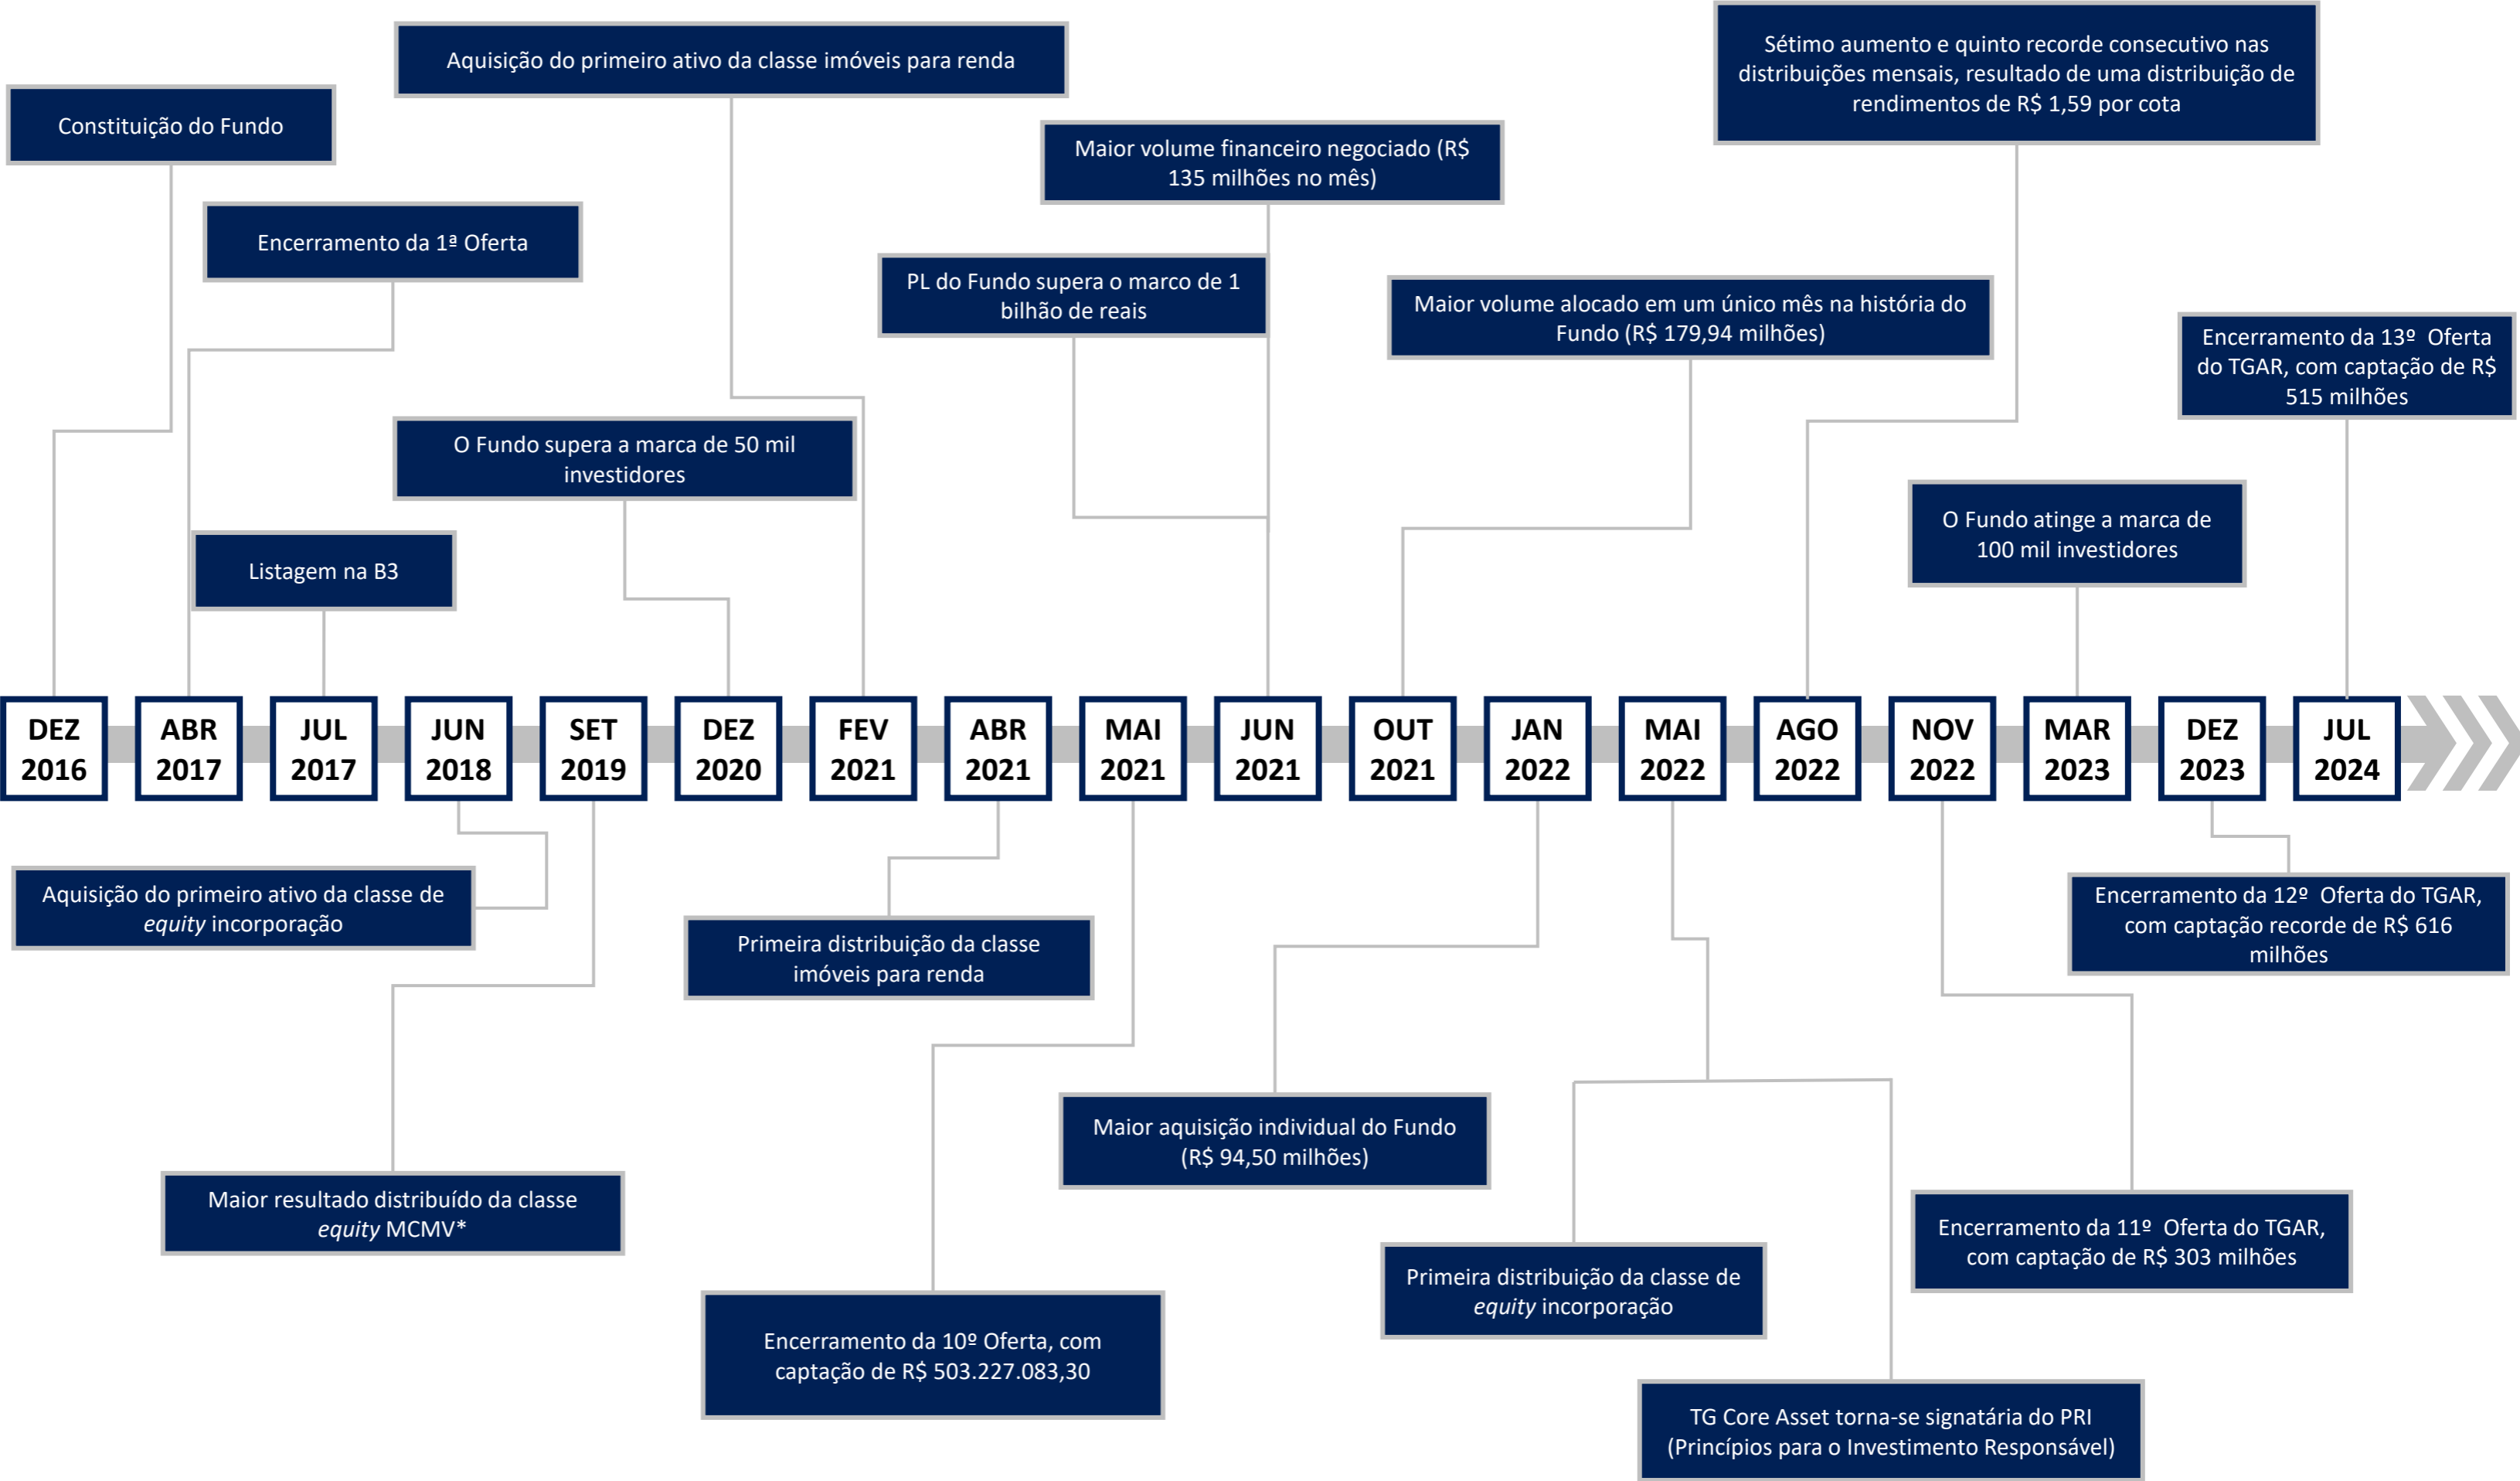 Sétimo aumento e quinto recorde consecutivo nas
distribuições mensais, resultado de uma distribuição de
rendimentos de R$ 1,59 por cota
Aquisição do primeiro ativo da classe imóveis para renda
Constituição do Fundo
Maior volume financeiro negociado (R$
135 milhões no mês)
Encerramento da 1ª Oferta
PL do Fundo supera o marco de 1
bilhão de reais
Maior volume alocado em um único mês na história do
Fundo (R$ 179,94 milhões)
Encerramento da 13º Oferta
do TGAR, com captação de R$
515 milhões
O Fundo supera a marca de 50 mil
investidores
O Fundo atinge a marca de
100 mil investidores
Listagem na B3
DEZ
2016
ABR
2017
JUL
2017
JUN
2018
SET
2019
DEZ
2020
FEV
2021
ABR
2021
MAI
2021
JUN
2021
OUT
2021
JAN
2022
MAI
2022
AGO
2022
NOV
2022
MAR
2023
DEZ
2023
JUL
2024
Aquisição do primeiro ativo da classe de
equity incorporação
Encerramento da 12º Oferta do TGAR,
com captação recorde de R$ 616
milhões
Primeira distribuição da classe
imóveis para renda
Maior aquisição individual do Fundo
(R$ 94,50 milhões)
Maior resultado distribuído da classe
equity MCMV*
Encerramento da 11º Oferta do TGAR,
com captação de R$ 303 milhões
Primeira distribuição da classe de
equity incorporação
Encerramento da 10º Oferta, com
captação de R$ 503.227.083,30
TG Core Asset torna-se signatária do PRI
(Princípios para o Investimento Responsável)